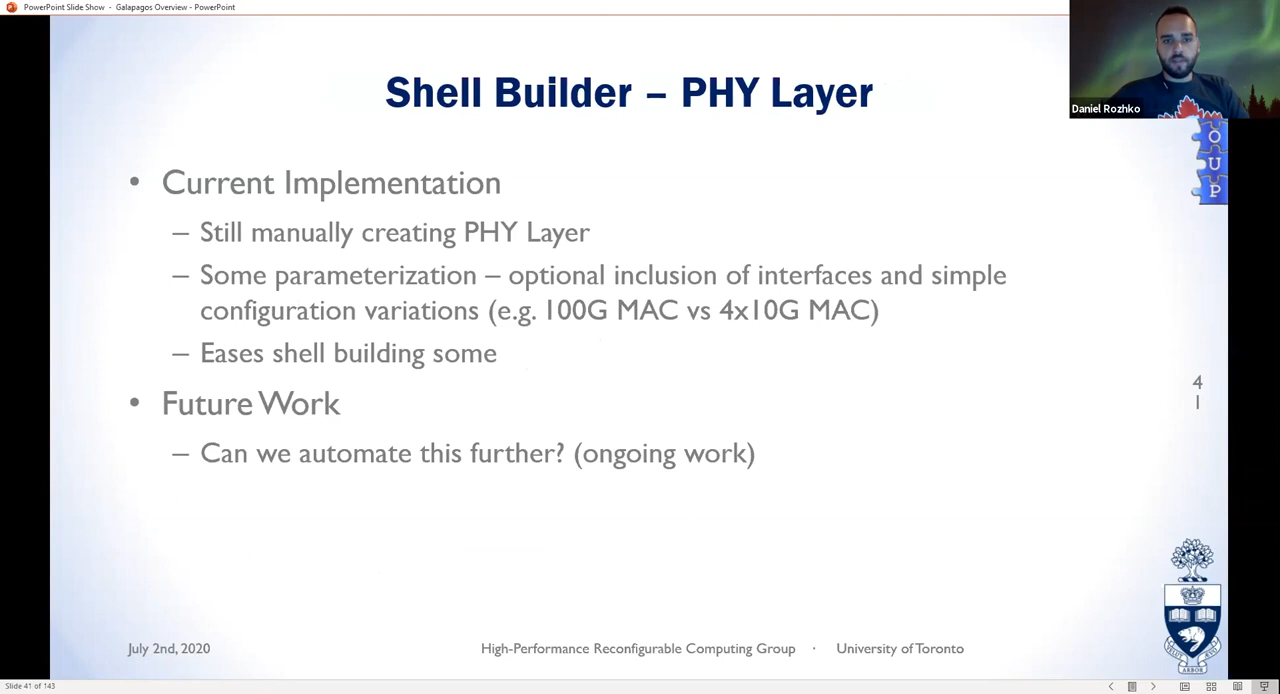 PowerPoint Slide Show - Galapagos Overview - PowerPoint
Shell Builder – PHY Layer
Daniel Rozhko
O
U
P
• Current Implementation
– Still manually creating PHY Layer
– Some parameterization – optional inclusion of interfaces and simple
configuration variations (e.g. 100G MAC vs 4x10G MAC)
– Eases shell building some
• Future Work
– Can we automate this further? (ongoing work)
4
1
July 2nd, 2020
High-Performance Reconfigurable Computing Group · University of Toronto
Slide 41 of 143